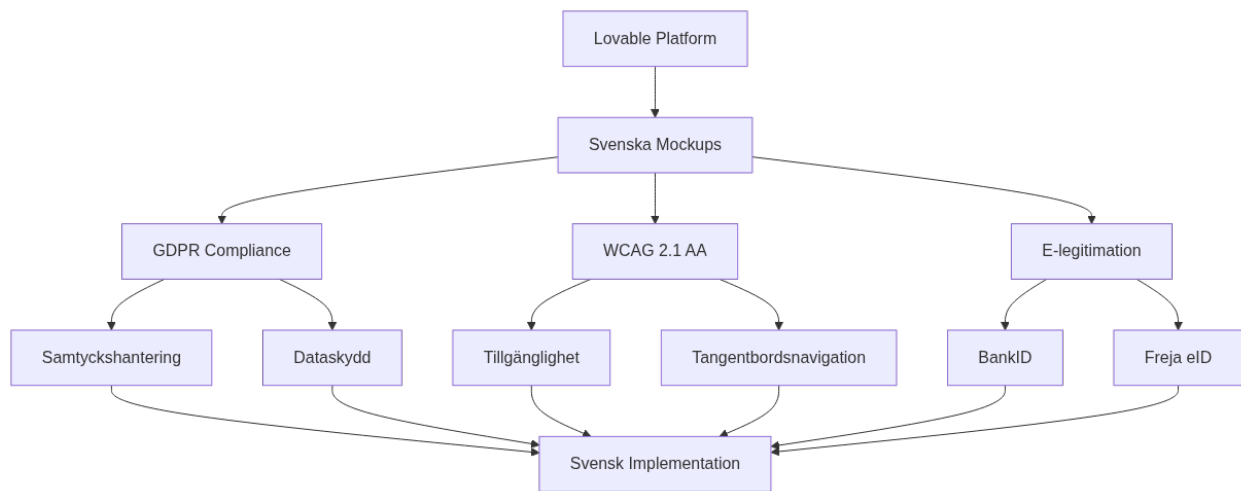 Lovable Platform
Svenska Mockups
GDPR Compliance
WCAG 2.1 AA
E-legitimation
Samtyckshantering
Dataskydd
Tillgänglighet
Tangentbordsnavigation
BankID
Freja eID
Svensk Implementation